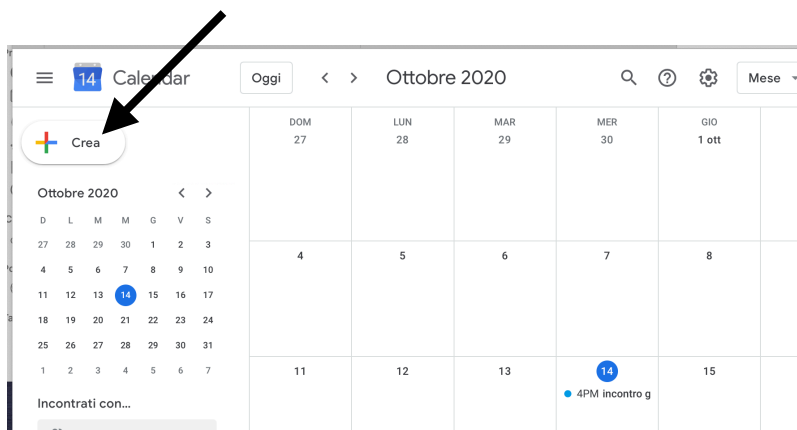 14 Calendar Oggi Ottobre 2020 Mese
Crea
DOM LUN MAR MER GIO
27 28 29 30 1 ott
Ottobre 2020
D L M M G V S
27 28 29 30 1 2 3
4 5 6 7 8 9 10
11 12 13 14 15 16 17
18 19 20 21 22 23 24
25 26 27 28 29 30 31
1 2 3 4 5 6 7
4 5 6 7 8
11 12 13 14 15
4PM incontro g
Incontrati con...